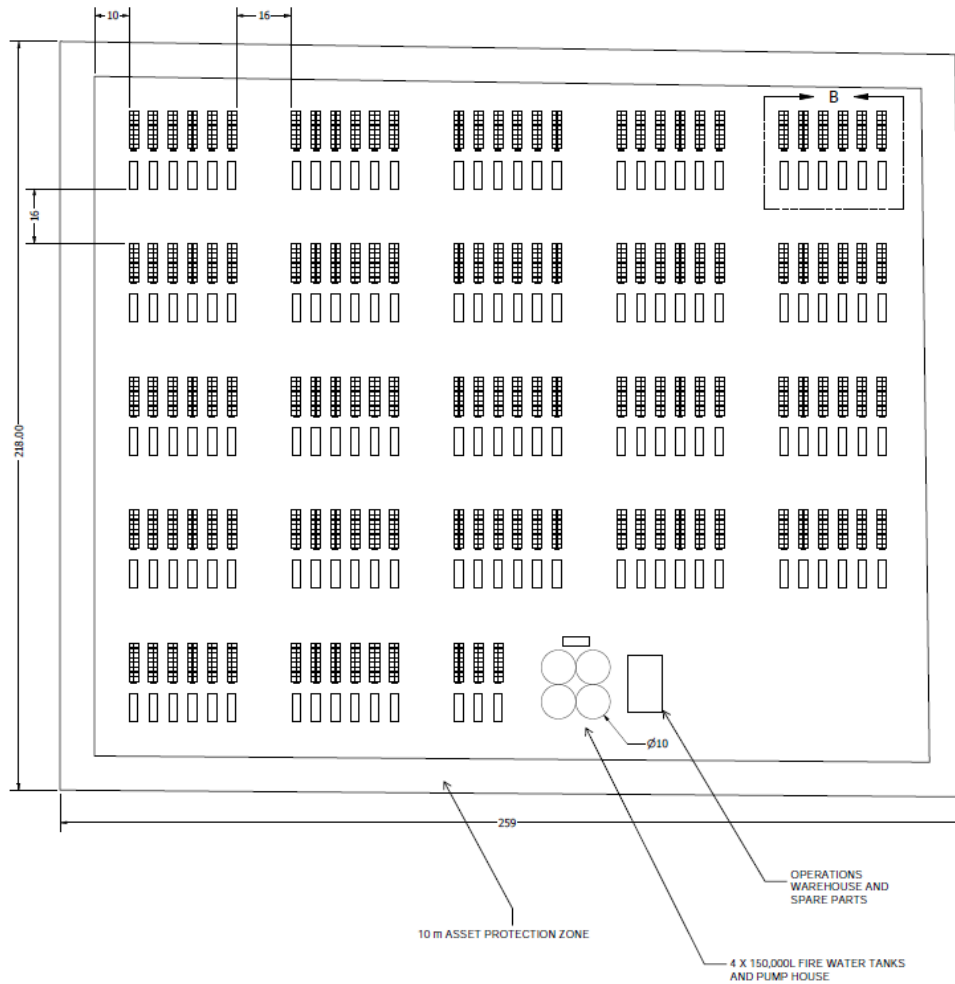 10
16
B
16
218.00
Ø10
259
OPERATIONS
WAREHOUSE AND
SPARE PARTS
10 m ASSET PROTECTION ZONE
4 X 150,000L FIRE WATER TANKS
AND PUMP HOUSE